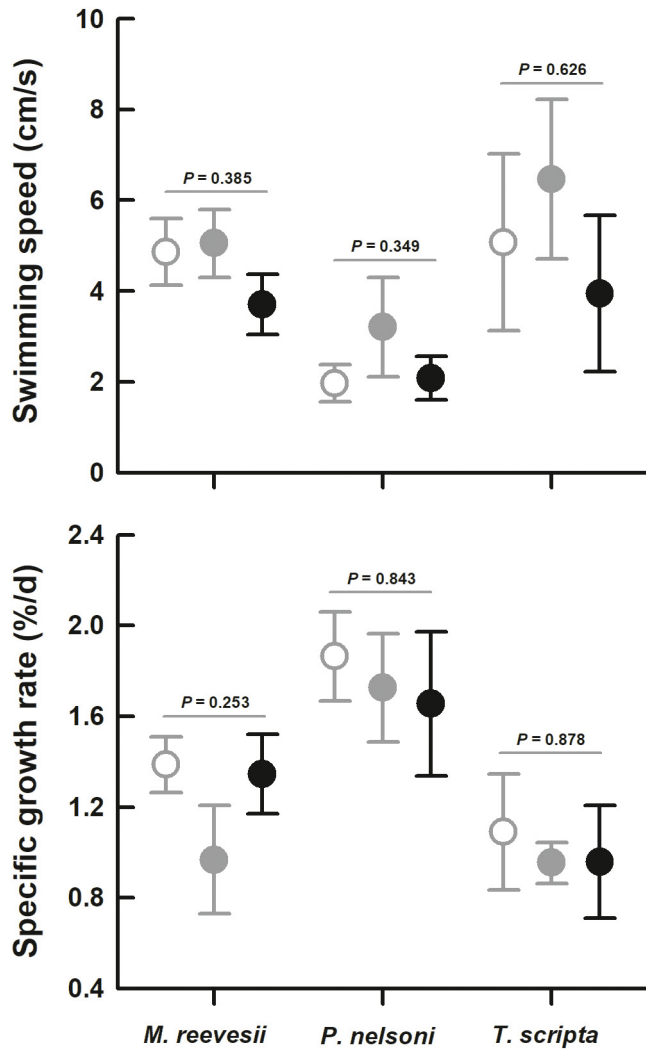 Swimming speed (cm/s)
10
8
6
4
2
0
P = 0.385
P = 0.349
P = 0.626
Specific growth rate (%/d)
2.4
2.0
1.6
1.2
0.8
0.4
P = 0.253
P = 0.843
P = 0.878
M. reevesii
P. nelsoni
T. scripta